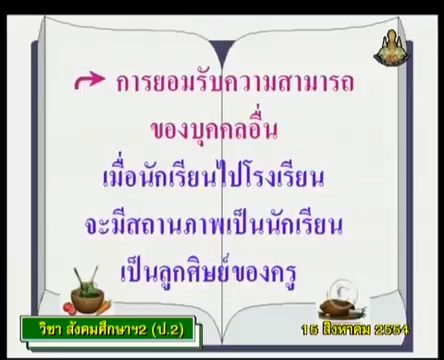 การยอมรับความสามารถ
ของบุคคลอื่น
เมื่อนักเรียนไปโรงเรียน
จะมีสถานภาพเป็นนักเรียน
เป็นลูกศิษย์ของครู
วิชา สังคมศึกษาฯ2 (ป.2)
15 สิงหาคม 2554